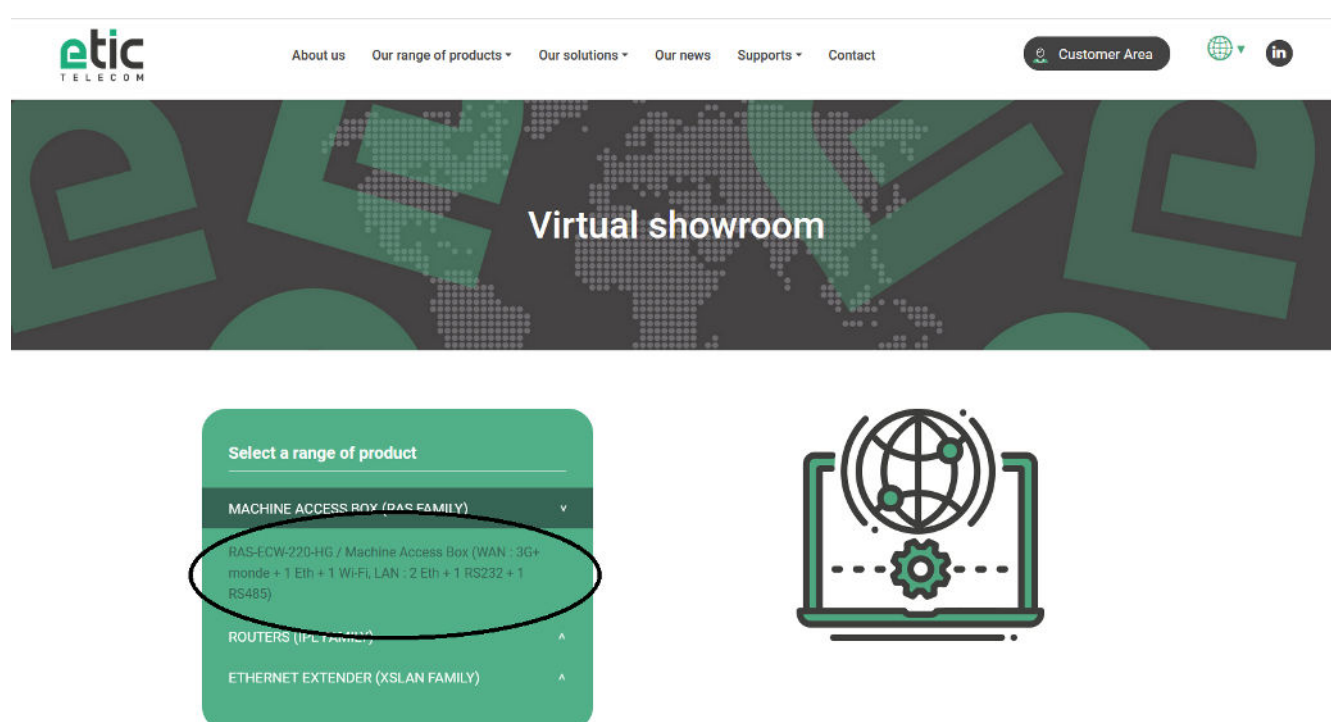 etic
TELECOM
About us Our range of products Our solutions Our news Supports Contact Customer Area in
Virtual showroom
Select a range of product
MACHINE ACCESS BOX (RAS FAMILY)
RAS-ECW-220-HG / Machine Access Box (WAN : 3G+
monde + 1 Eth + 1 Wi-Fi, LAN : 2 Eth + 1 RS232 + 1
RS485)
ROUTERS (IPL FAMILY)
ETHERNET EXTENDER (XSLAN FAMILY)